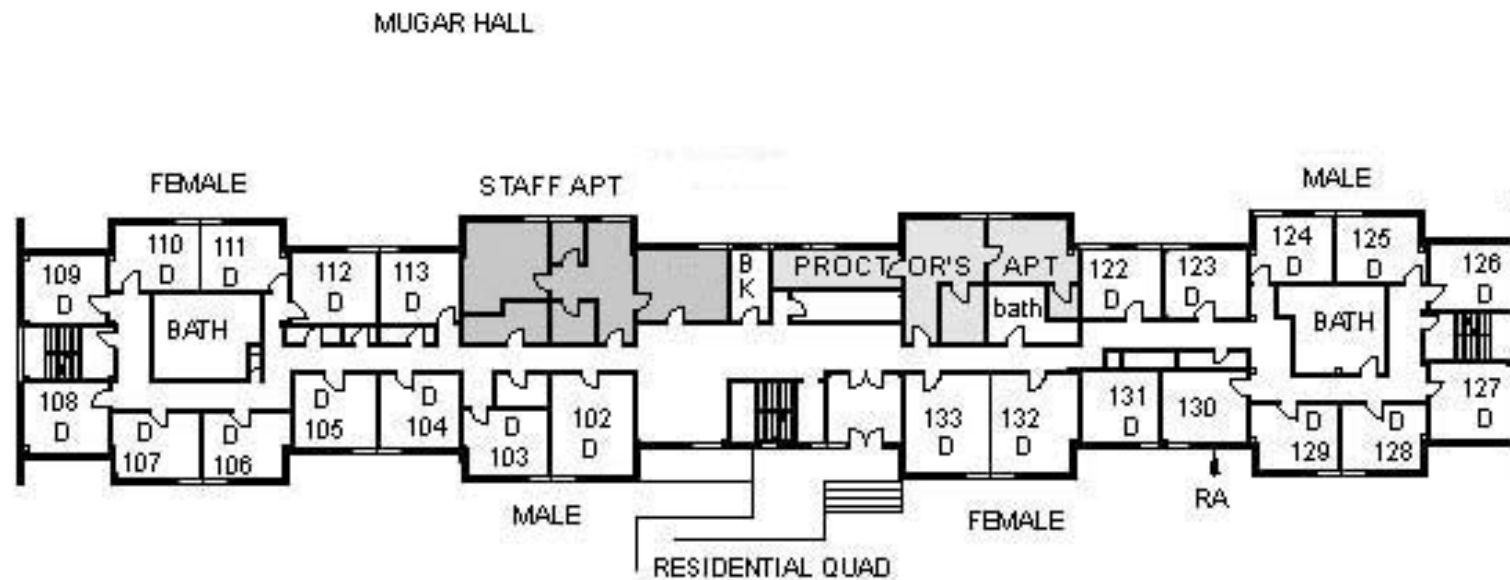 MUGAR HALL
FEMALE
STAFF APT
MALE
109
D
110
D
111
D
112
D
113
D
B
K
PROCTOR'S APT
122
D
123
D
124
D
125
D
126
D
BATH
bath
BATH
108
D
D
107
D
106
D
105
D
104
D
103
102
D
133
D
132
D
131
D
130
D
129
D
128
127
D
MALE
FEMALE
RA
RESIDENTIAL QUAD